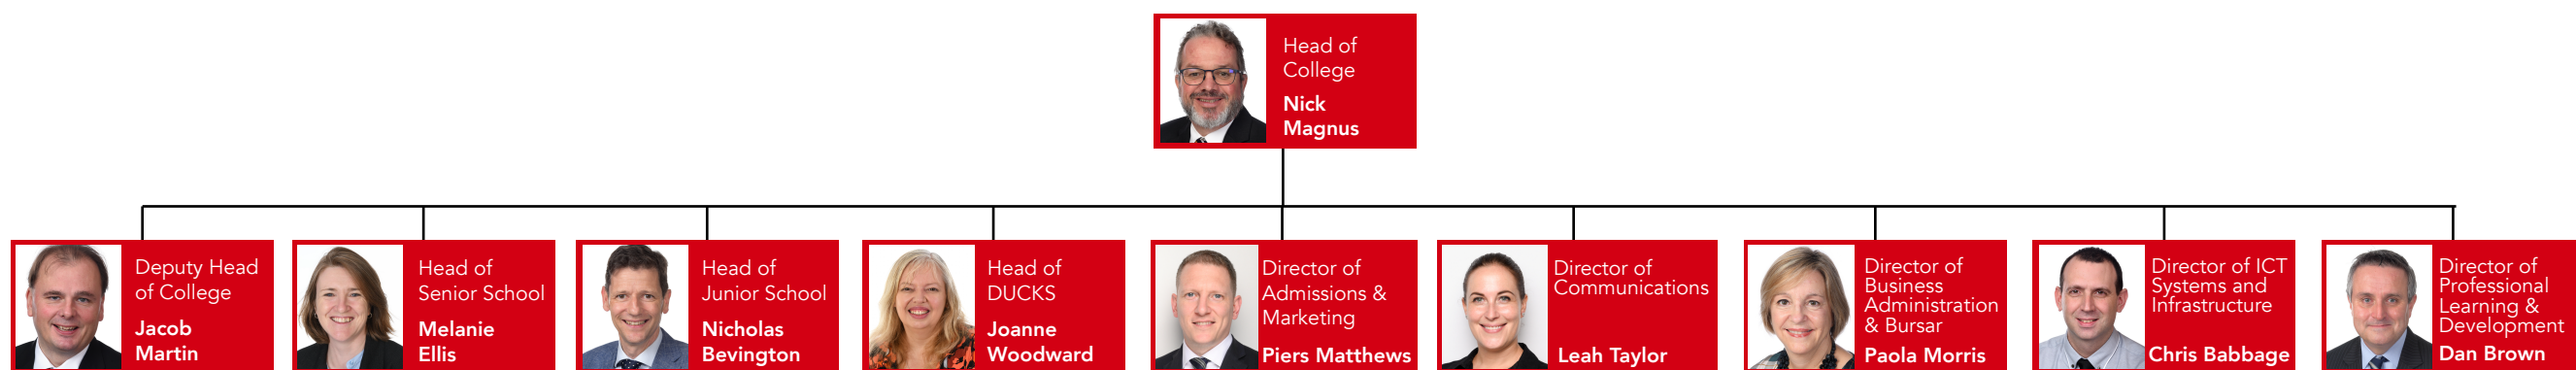 Head of
College
Nick
Magnus
Deputy Head
of College
Jacob
Martin
Head of
Senior School
Melanie
Ellis
Head of
Junior School
Nicholas
Bevington
Head of
DUCKS
Joanne
Woodward
Director of
Admissions &
Marketing
Piers Matthews
Director of
Communications
Leah Taylor
Director of
Business
Administration
& Bursar
Paola Morris
Director of ICT
Systems and
Infrastructure
Chris Babbage
Director of
Professional
Learning &
Development
Dan Brown